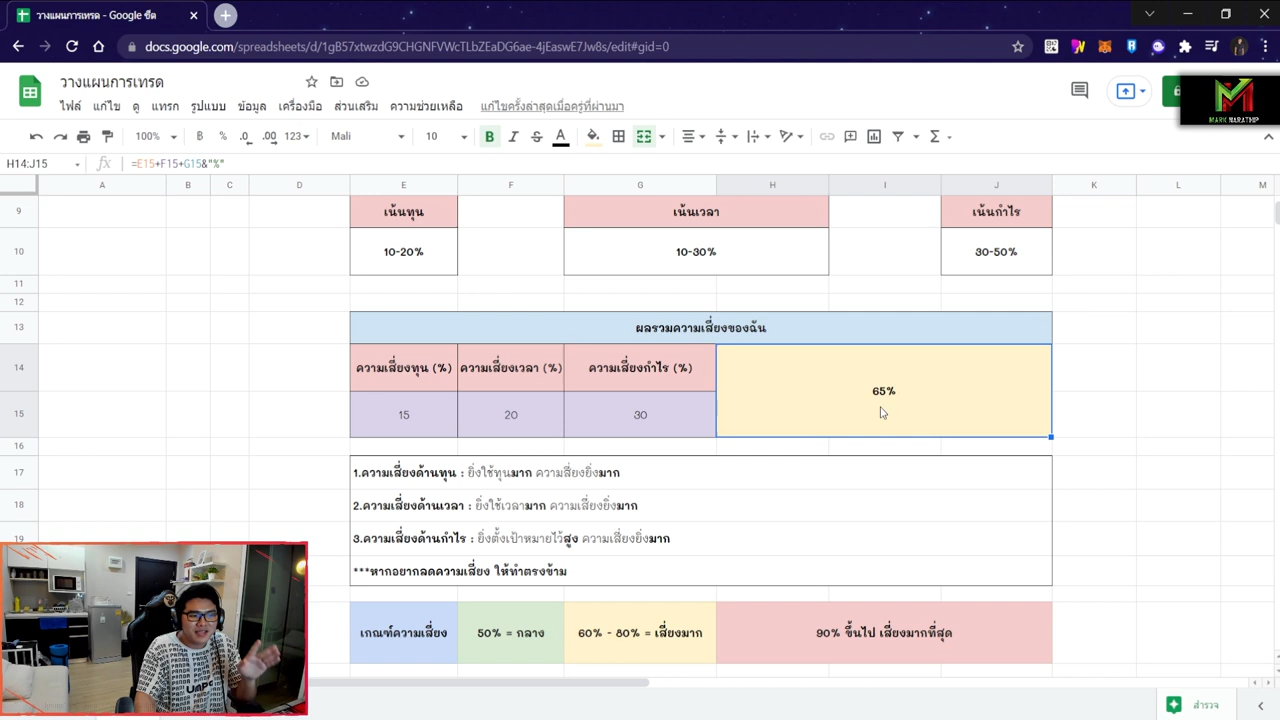 วางแผนการเทรด - Google ชีต
docs.google.com/spreadsheets/d/1gB57xtwzdG9CHGNFVWcTLbZEaDG6ae-4jEaswE7Jw8s/edit#gid=0
วางแผนการเทรด
ไฟล์ แก้ไข ดู แทรก รูปแบบ ข้อมูล เครื่องมือ ส่วนเสริม ความช่วยเหลือ แก้ไขครั้งล่าสุดเมื่อครู่ที่ผ่านมา
MARK NARATHIP
100% ฿ % .0 .00 123 Mali 10 B I S A
H14:J15 fx =E15+F15+G15&"%"
A B C D E F G H I J K L M
9 เน้นทุน เน้นเวลา เน้นกำไร
10 10-20% 10-30% 30-50%
11
12
13 ผลรวมความเสี่ยงของฉัน
14 ความเสี่ยงทุน (%) ความเสี่ยงเวลา (%) ความเสี่ยงกำไร (%)
65%
15 15 20 30
16
17 1.ความเสี่ยงด้านทุน : ยิ่งใช้ทุนมาก ความสี่ยงยิ่งมาก
18 2.ความเสี่ยงด้านเวลา : ยิ่งใช้เวลามาก ความเสี่ยงยิ่งมาก
19 3.ความเสี่ยงด้านกำไร : ยิ่งตั้งเป้าหมายไว้สูง ความเสี่ยงยิ่งมาก
***หากอยากลดความเสี่ยง ให้ทำตรงข้าม
เกณฑ์ความเสี่ยง 50% = กลาง 60% - 80% = เสี่ยงมาก 90% ขึ้นไป เสี่ยงมากที่สุด
สำรวจ